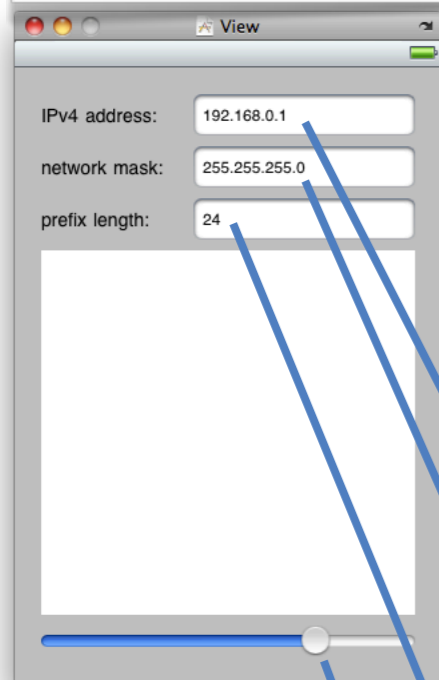 View
IPv4 address: 192.168.0.1
network mask: 255.255.255.0
prefix length: 24